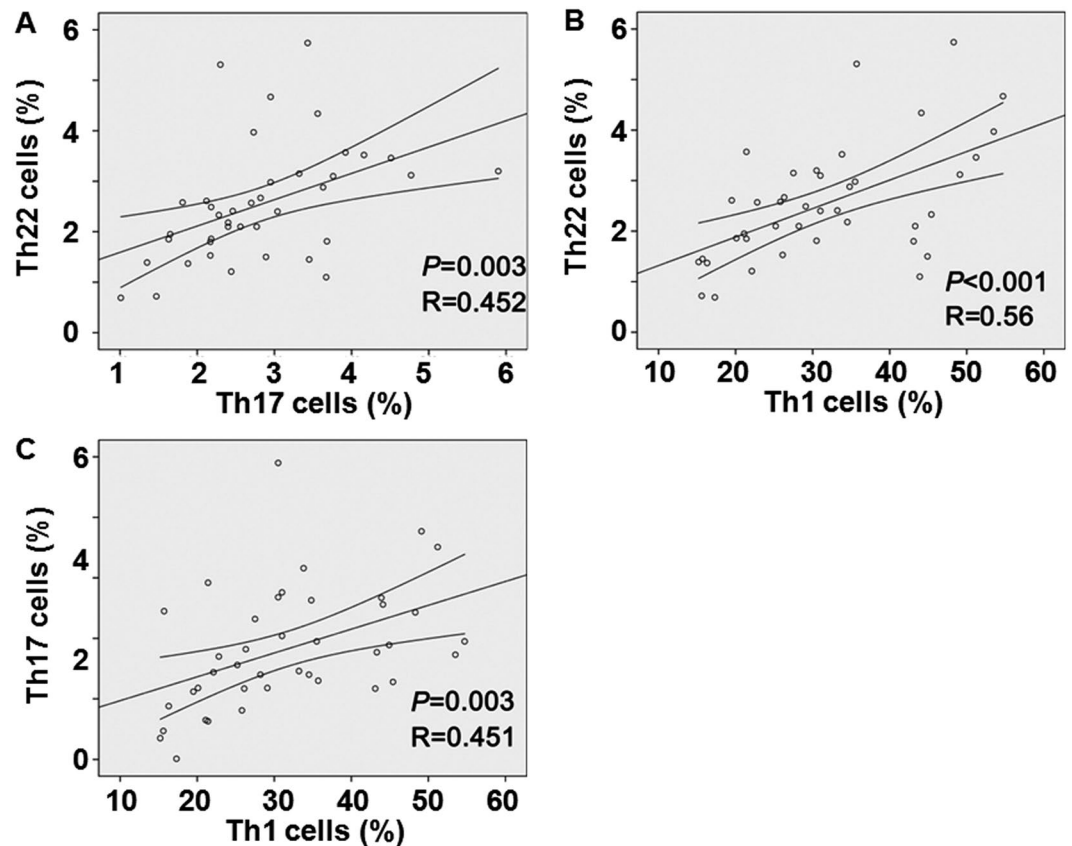 A
6
4
2
0
Th22 cells (%)
P=0.003
R=0.452
1 2 3 4 5 6
Th17 cells (%)
B
6
4
2
0
Th22 cells (%)
P<0.001
R=0.56
10 20 30 40 50 60
Th1 cells (%)
C
6
4
2
0
Th17 cells (%)
P=0.003
R=0.451
10 20 30 40 50 60
Th1 cells (%)